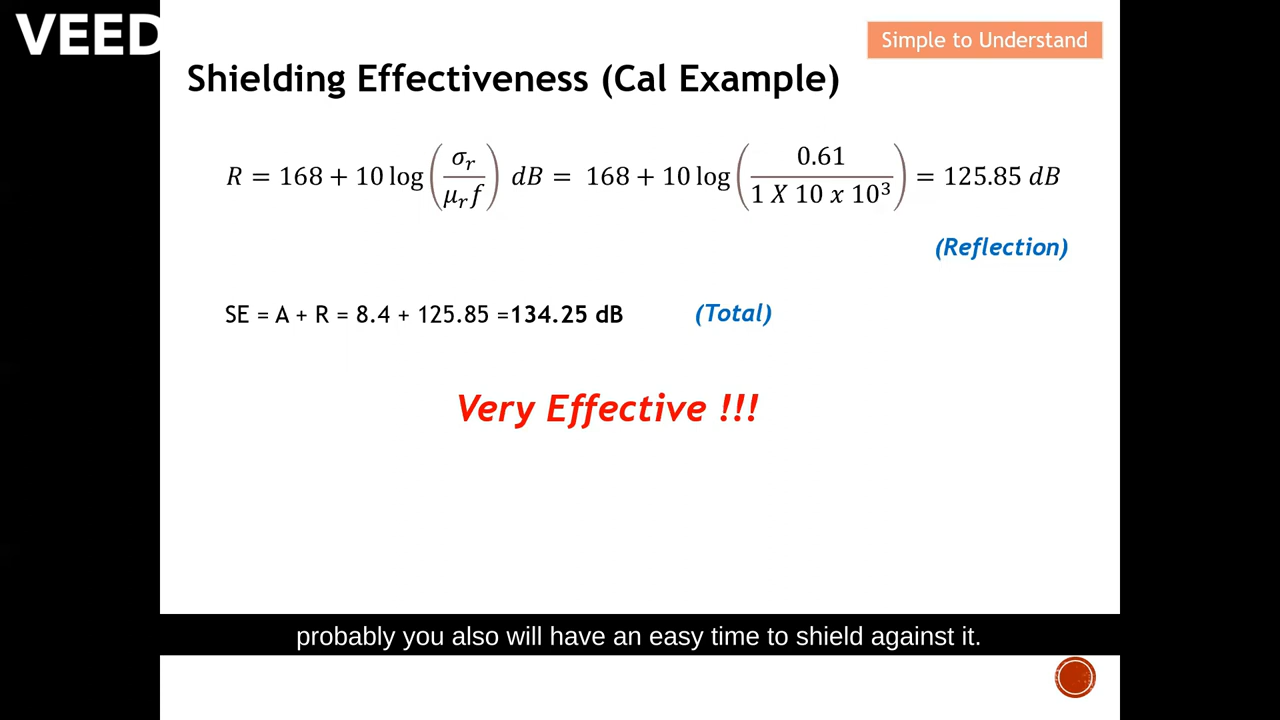 VEED
Simple to Understand
Shielding Effectiveness (Cal Example)
R = 168 + 10 log (σᵣ / μᵣf) dB = 168 + 10 log (0.61 / 1 X 10 x 10³) = 125.85 dB
(Reflection)
SE = A + R = 8.4 + 125.85 =134.25 dB (Total)
Very Effective !!!
probably you also will have an easy time to shield against it.